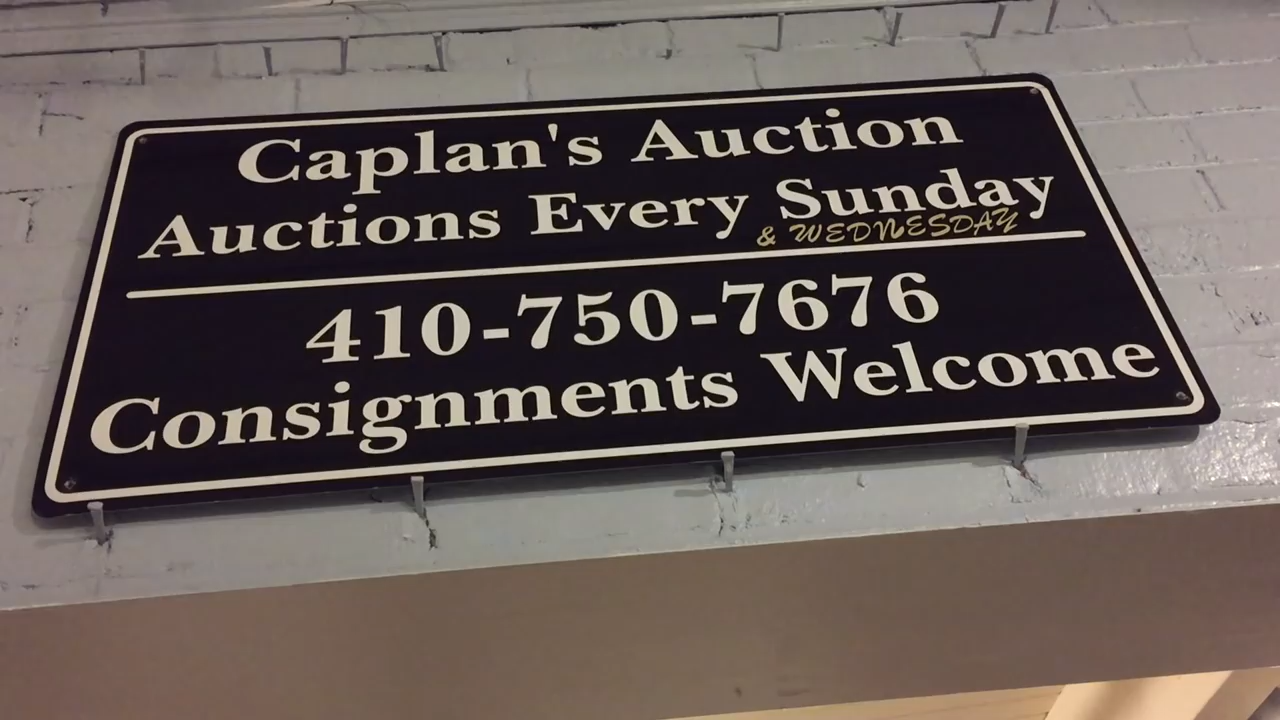 Caplan's Auction
Auctions Every Sunday
& WEDNESDAY
410-750-7676
Consignments Welcome